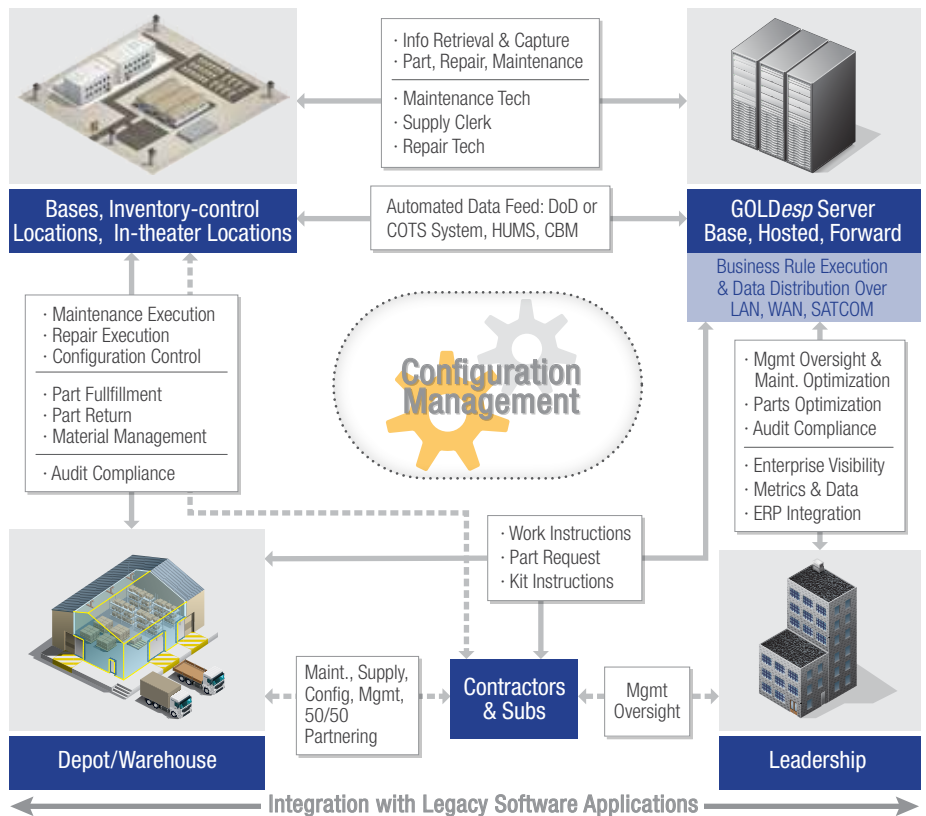 · Info Retrieval & Capture
· Part, Repair, Maintenance
· Maintenance Tech
· Supply Clerk
· Repair Tech
Bases, Inventory-control
Locations, In-theater Locations
Automated Data Feed: DoD or
COTS System, HUMS, CBM
GOLDesp Server
Base, Hosted, Forward
Business Rule Execution
& Data Distribution Over
LAN, WAN, SATCOM
· Maintenance Execution
· Repair Execution
· Configuration Control
· Part Fullfillment
· Part Return
· Material Management
· Audit Compliance
Configuration
Management
· Mgmt Oversight &
Maint. Optimization
· Parts Optimization
· Audit Compliance
· Enterprise Visibility
· Metrics & Data
· ERP Integration
· Work Instructions
· Part Request
· Kit Instructions
Depot/Warehouse
Maint., Supply,
Config, Mgmt,
50/50
Partnering
Contractors
& Subs
Mgmt
Oversight
Leadership
Integration with Legacy Software Applications